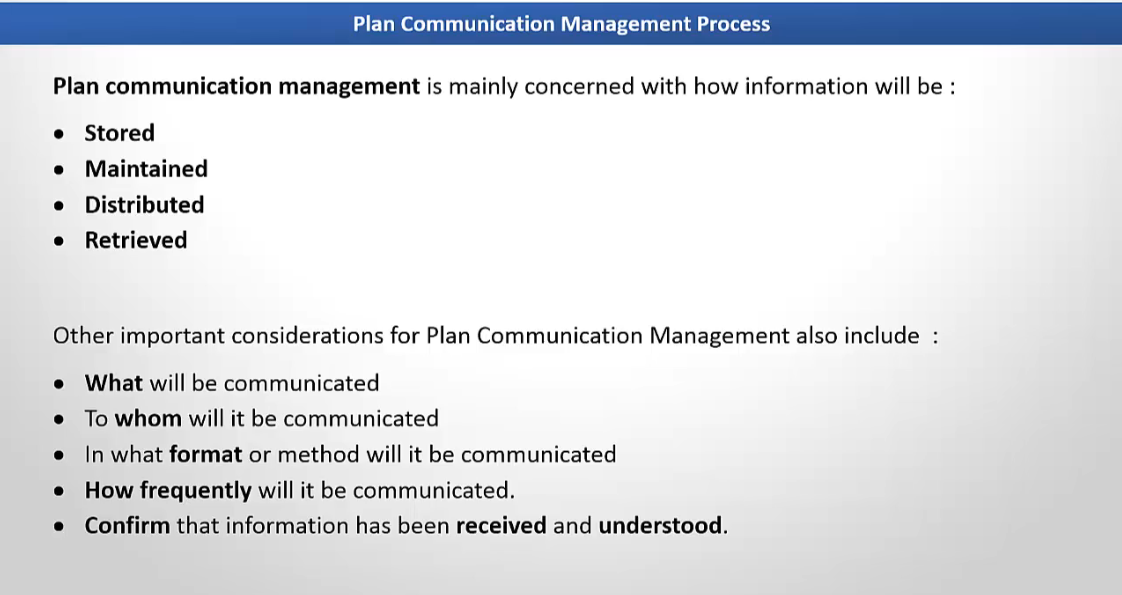 Plan Communication Management Process
Plan communication management is mainly concerned with how information will be :
• Stored
• Maintained
• Distributed
• Retrieved
Other important considerations for Plan Communication Management also include :
• What will be communicated
• To whom will it be communicated
• In what format or method will it be communicated
• How frequently will it be communicated.
• Confirm that information has been received and understood.